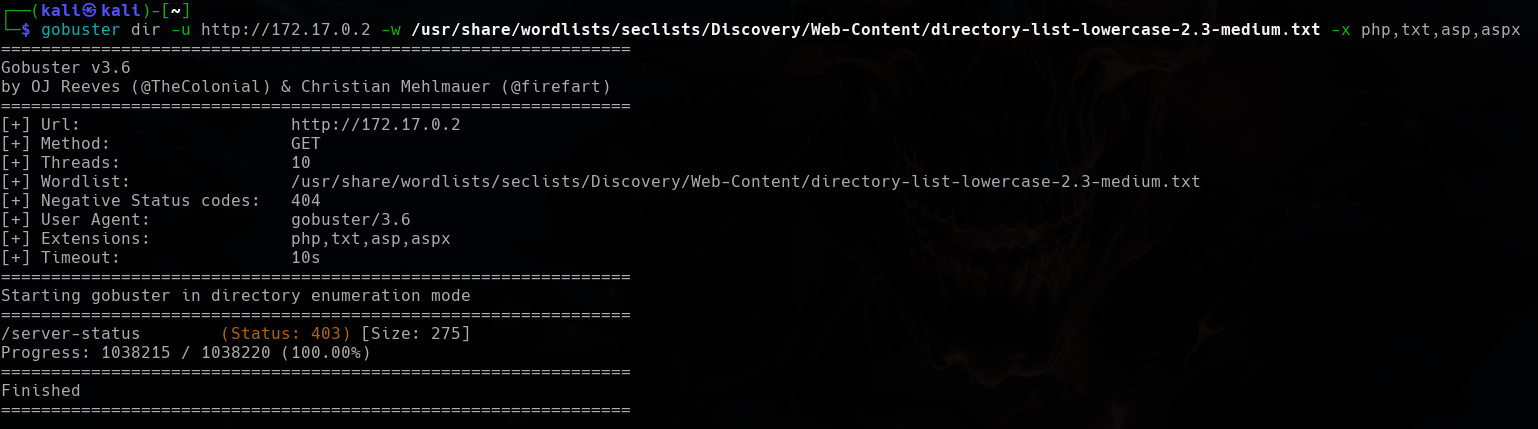 ┌──(kali㉿kali)-[~]
└─$ gobuster dir -u http://172.17.0.2 -w /usr/share/wordlists/seclists/Discovery/Web-Content/directory-list-lowercase-2.3-medium.txt -x php,txt,asp,aspx
===============================================================
Gobuster v3.6
by OJ Reeves (@TheColonial) & Christian Mehlmauer (@firefart)
===============================================================
[+] Url:                     http://172.17.0.2
[+] Method:                  GET
[+] Threads:                 10
[+] Wordlist:                /usr/share/wordlists/seclists/Discovery/Web-Content/directory-list-lowercase-2.3-medium.txt
[+] Negative Status codes:   404
[+] User Agent:              gobuster/3.6
[+] Extensions:              php,txt,asp,aspx
[+] Timeout:                 10s
===============================================================
Starting gobuster in directory enumeration mode
===============================================================
/server-status        (Status: 403) [Size: 275]
Progress: 1038215 / 1038220 (100.00%)
===============================================================
Finished
===============================================================